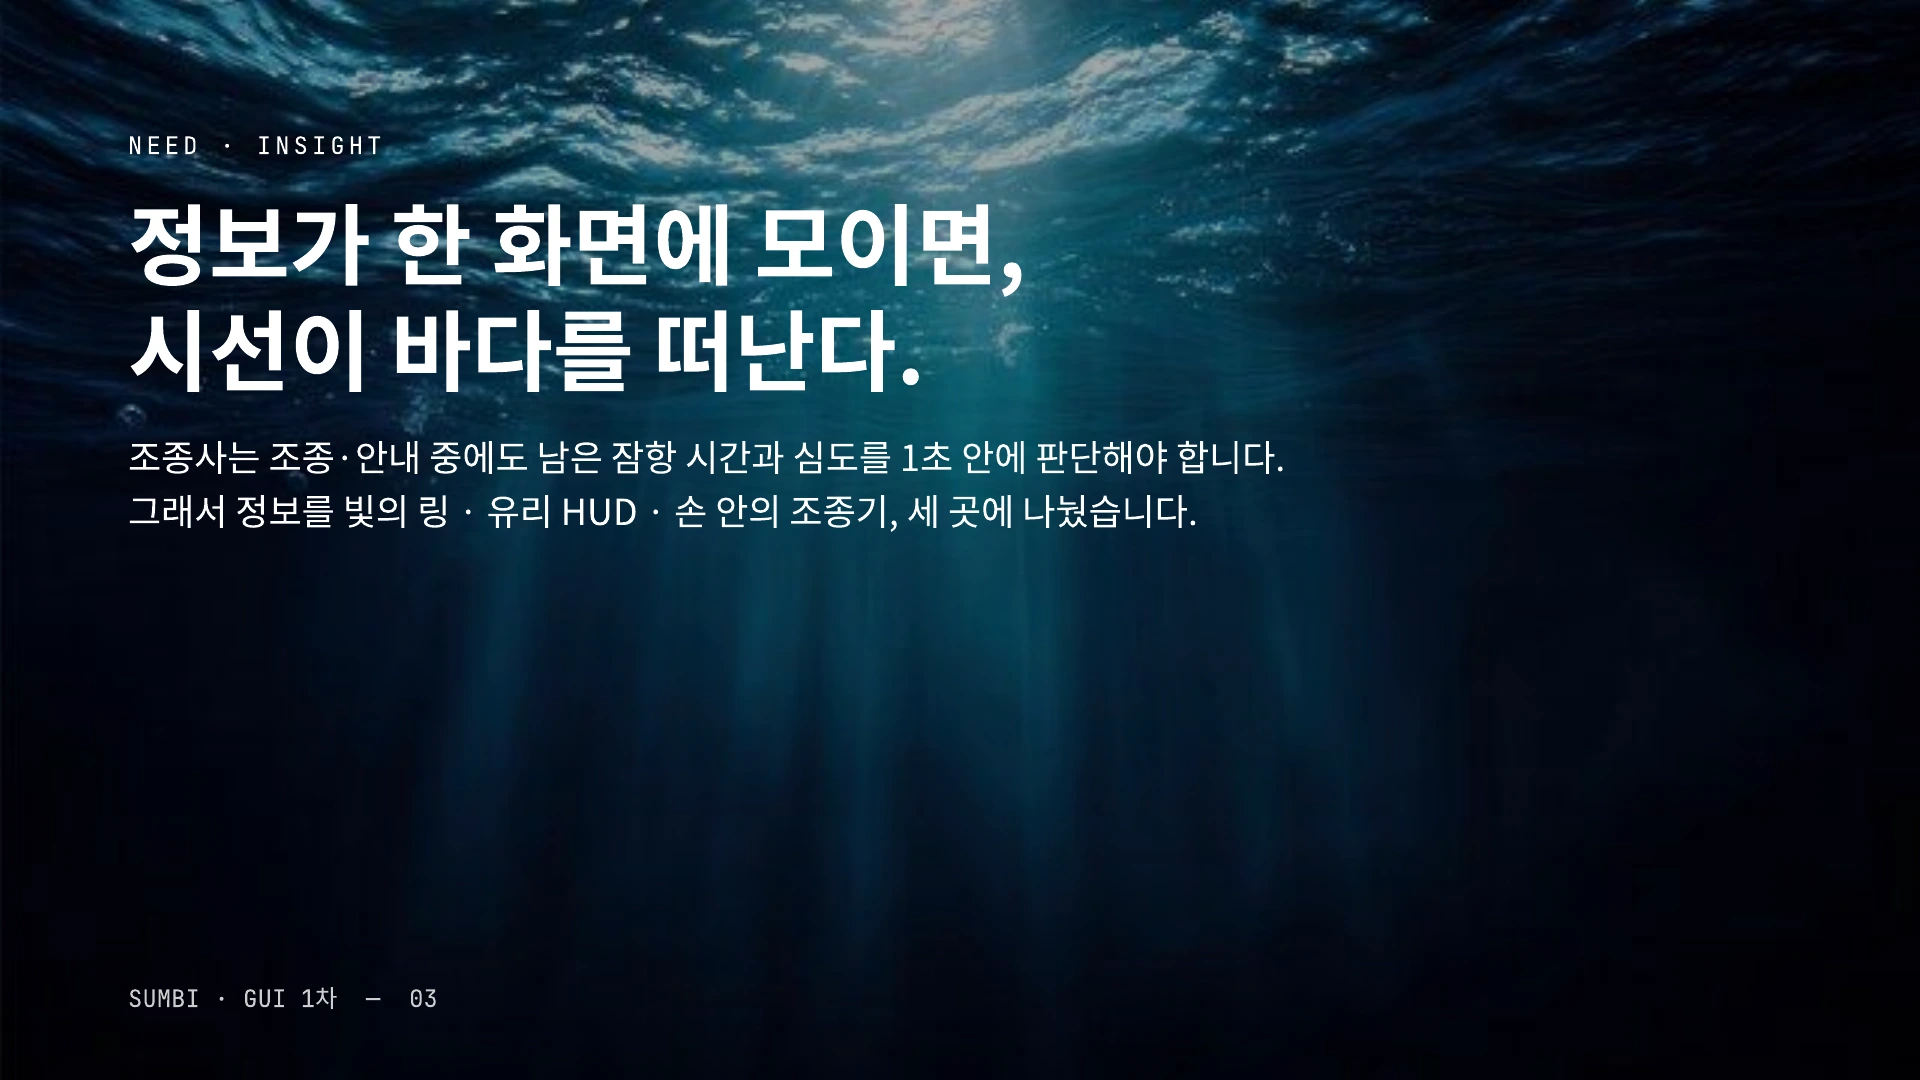 NEED · INSIGHT
정보가 한 화면에 모이면,
시선이 바다를 떠난다.
조종사는 조종·안내 중에도 남은 잠항 시간과 심도를 1초 안에 판단해야 합니다.
그래서 정보를 빛의 링 · 유리 HUD · 손 안의 조종기, 세 곳에 나눴습니다.
SUMBI · GUI 1차 — 03